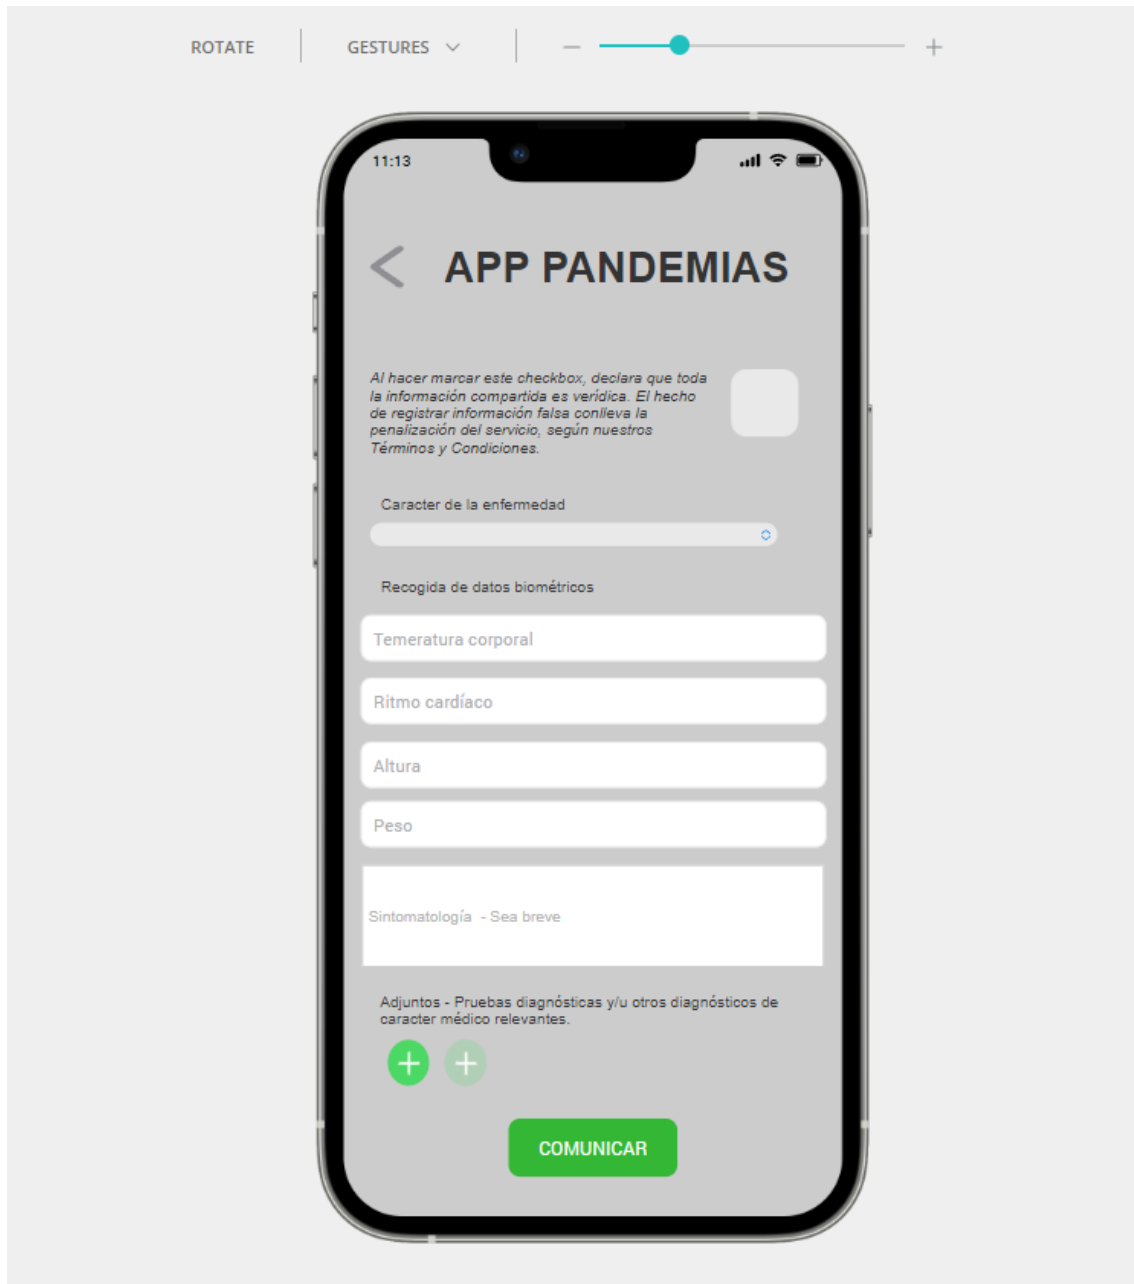 ROTATE
GESTURES
11:13
APP PANDEMIAS
Al hacer marcar este checkbox, declara que toda
la información compartida es verídica. El hecho
de registrar información falsa conlleva la
penalización del servicio, según nuestros
Términos y Condiciones.
Caracter de la enfermedad
Recogida de datos biométricos
Temeratura corporal
Ritmo cardíaco
Altura
Peso
Sintomatología - Sea breve
Adjuntos - Pruebas diagnósticas y/u otros diagnósticos de
caracter médico relevantes.
COMUNICAR